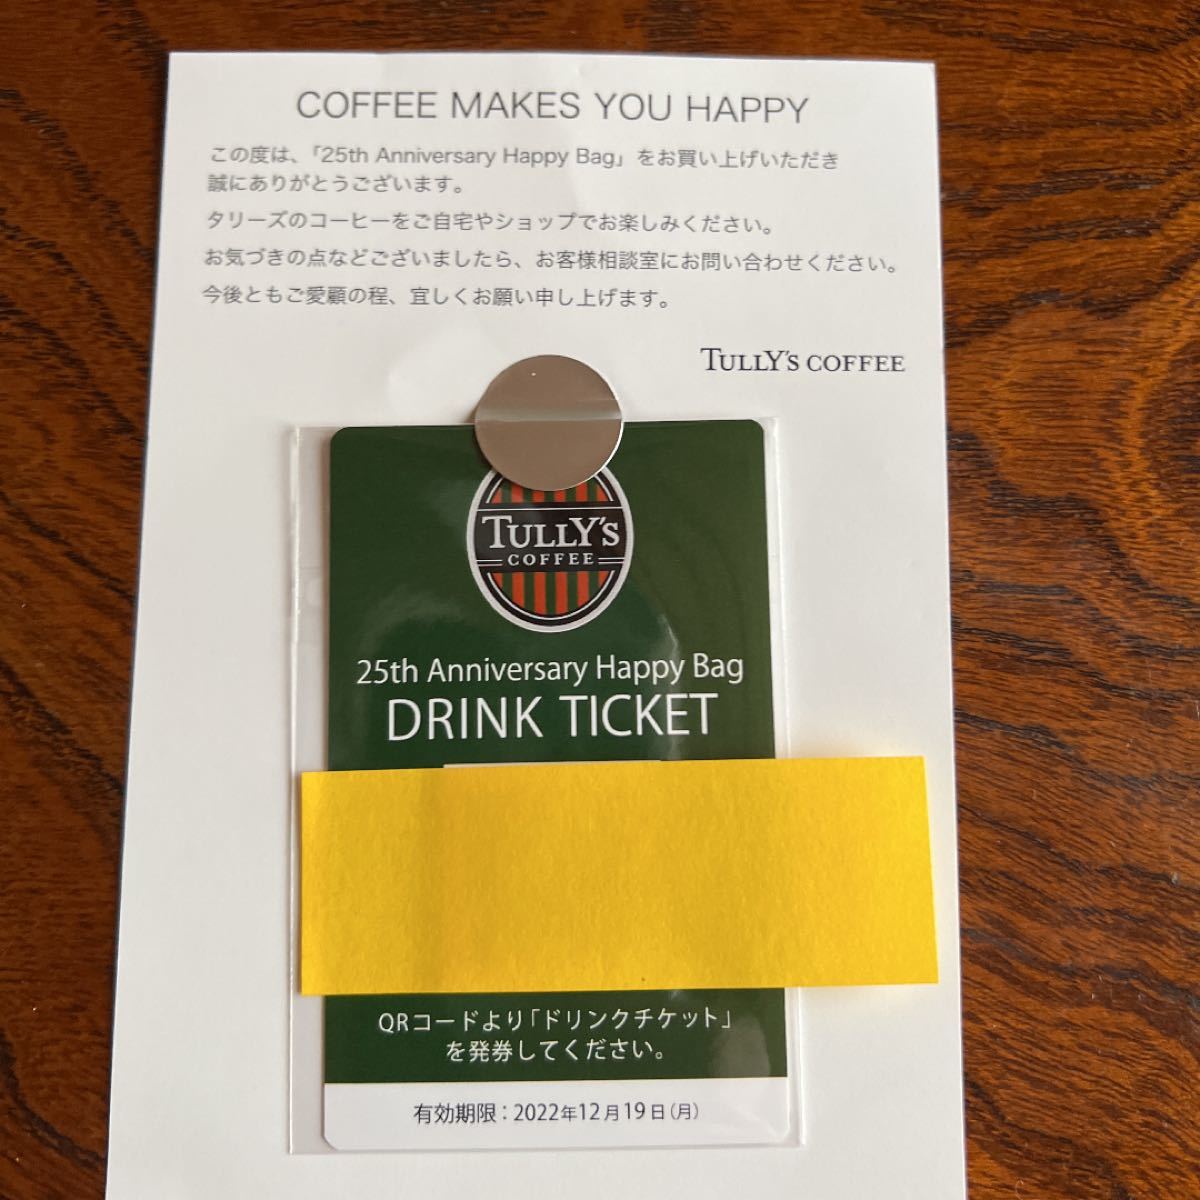 COFFEE MAKES YOU HAPPY
この度は、「25th Anniversary Happy Bag」をお買い上げいただき
誠にありがとうございます。
タリーズのコーヒーをご自宅やショップでお楽しみください。
お気づきの点などございましたら、お客様相談室にお問い合わせください。
今後ともご愛顧の程、宜しくお願い申し上げます。
TULLY'S COFFEE
TULLY'S
COFFEE
25th Anniversary Happy Bag
DRINK TICKET
QRコードより「ドリンクチケット」
を発券してください。
有効期限：2022年12月19日（月）